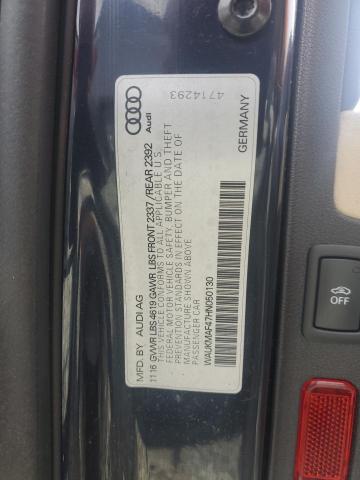 4714293
Audi
GERMANY
MFD. BY AUDI AG
11 16 GVWR LBS 4619 GAWR LBS FRONT 2337 /REAR 2392
THIS VEHICLE CONFORMS TO ALL APPLICABLE U.S.
FEDERAL MOTOR VEHICLE SAFETY, BUMPER AND THEFT
PREVENTION STANDARDS IN EFFECT ON THE DATE OF
MANUFACTURE SHOWN ABOVE
PASSENGER CAR
WAUKMAF47HN050130
OFF